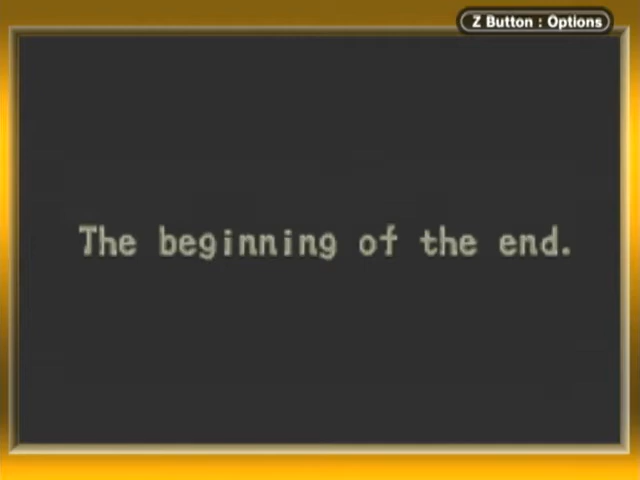 Z Button : Options
The beginning of the end.